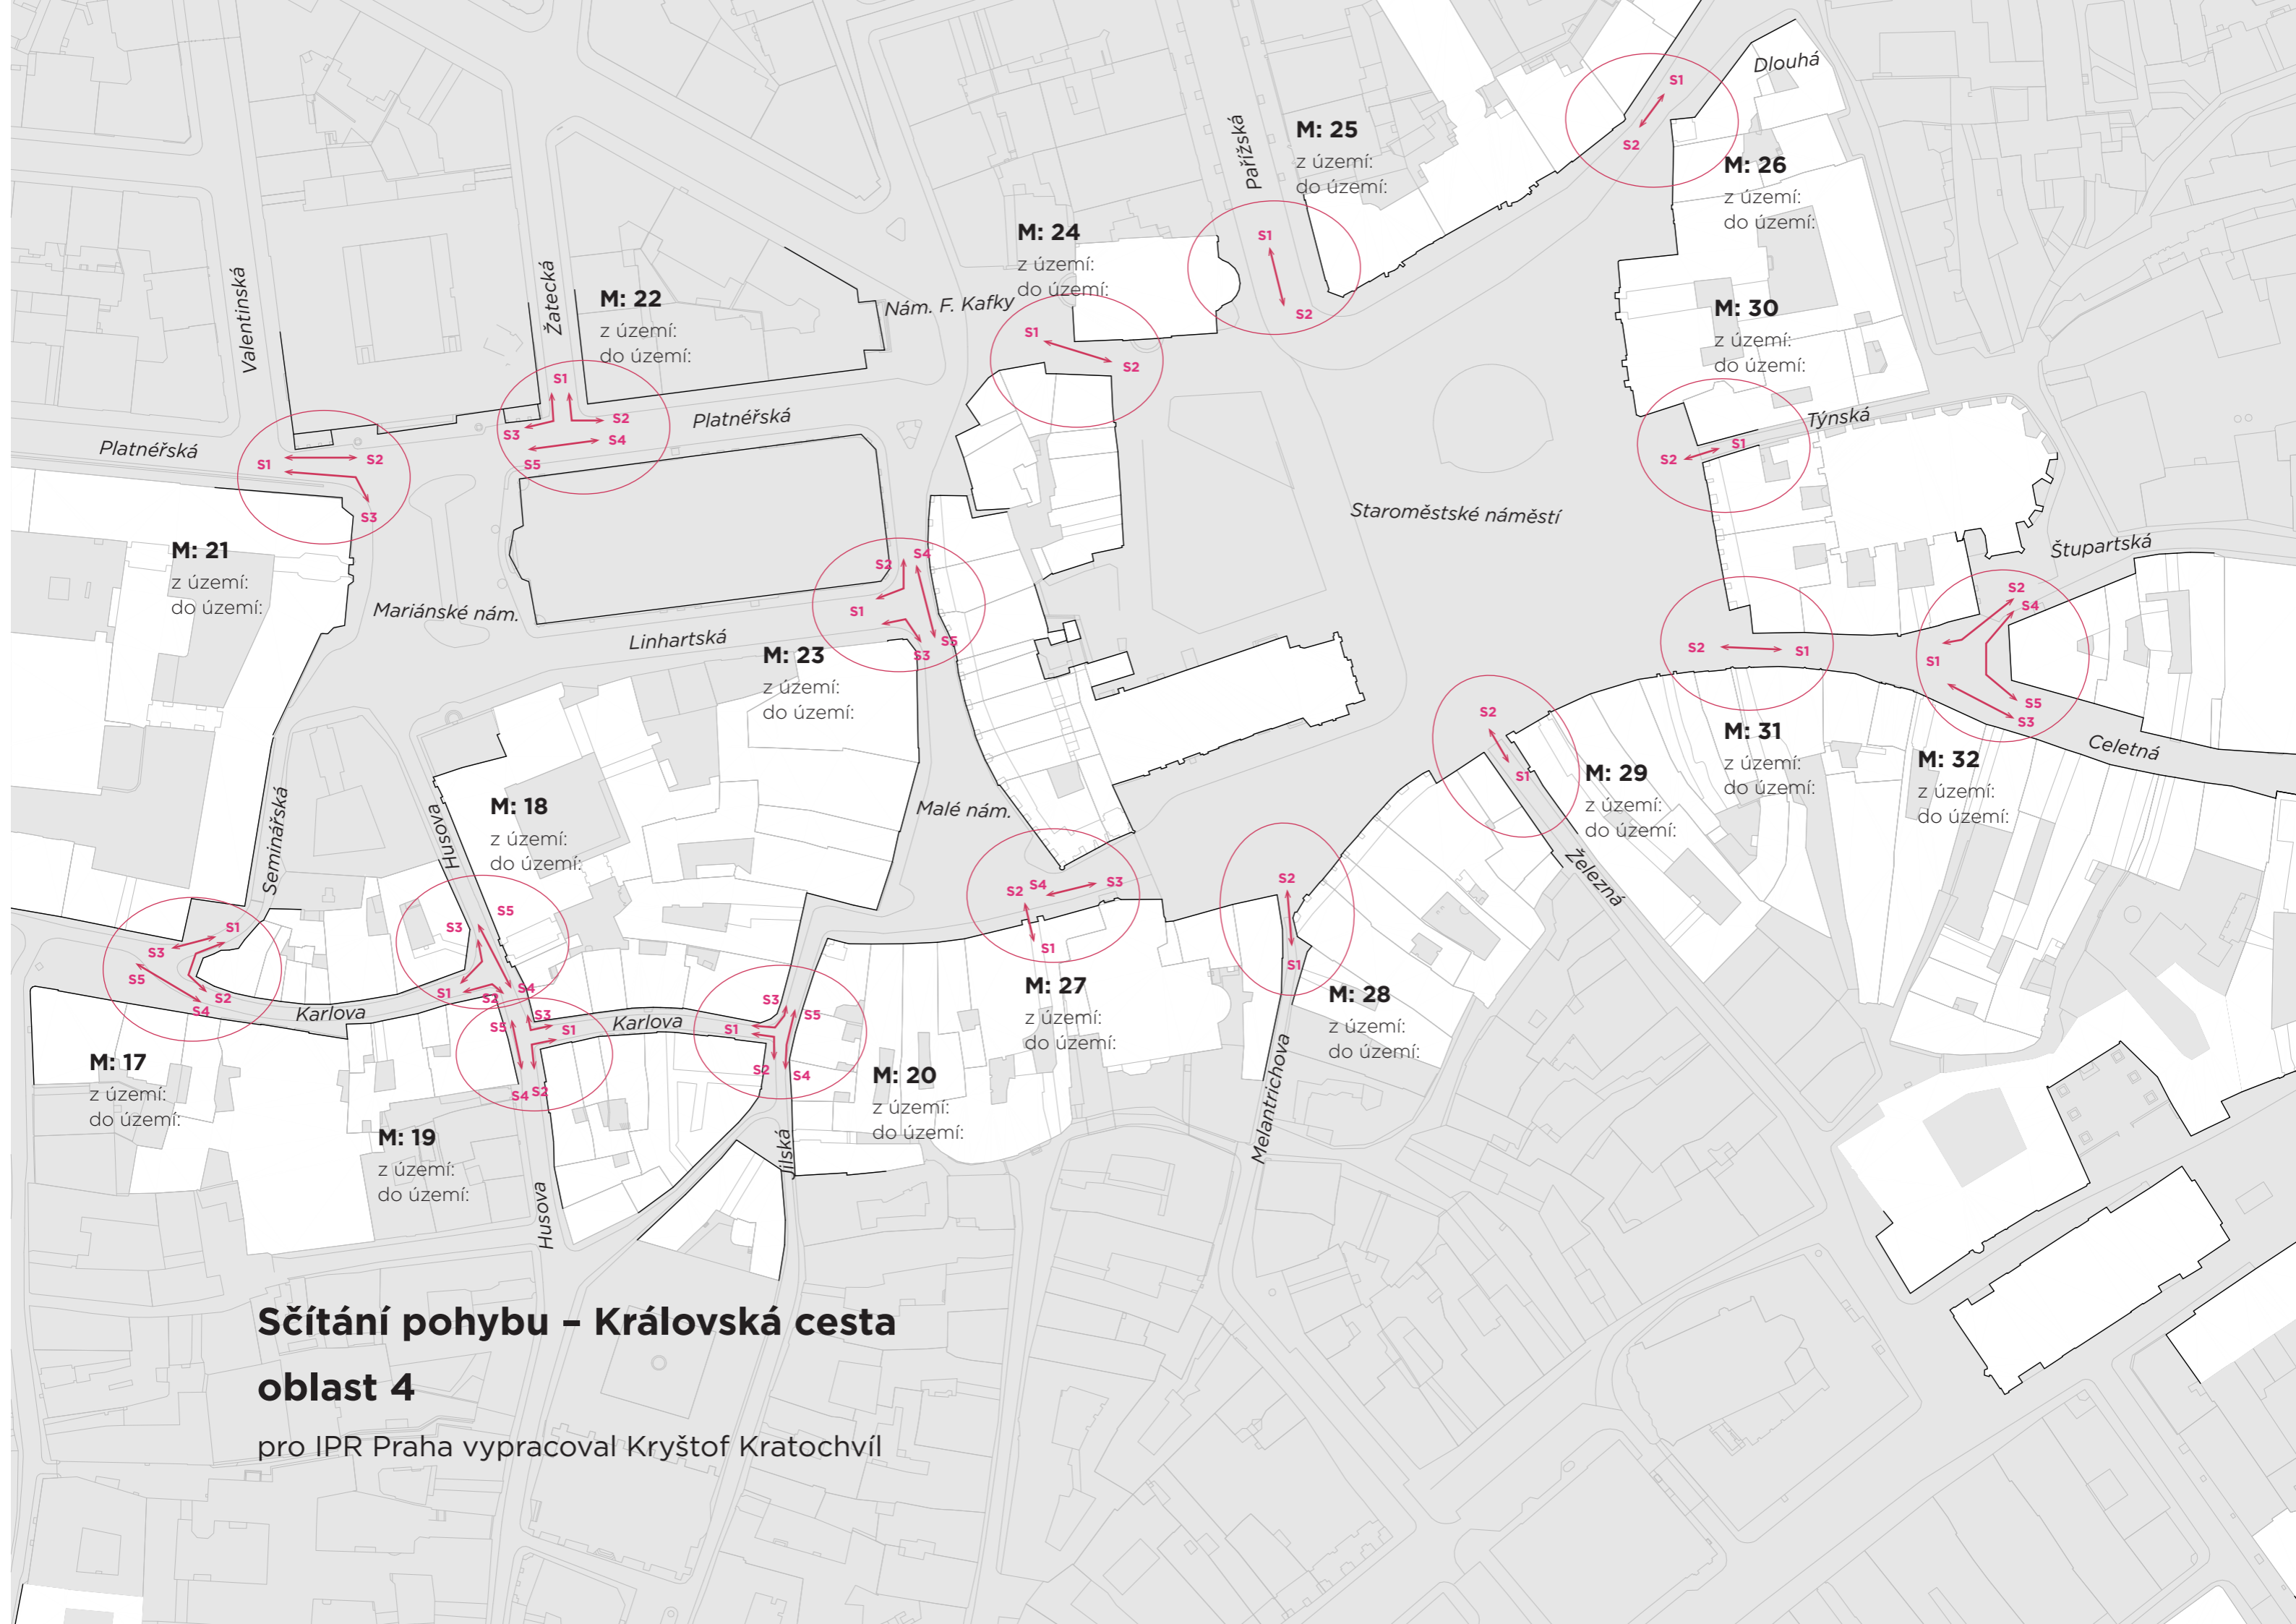 Dlouhá
S1
S2
M: 26
z území:
do území:
Pařížská
M: 25
z území:
do území:
S1
S2
M: 24
z území:
do území:
Nám. F. Kafky
S1
S2
Valentinská
Žatecká
M: 22
z území:
do území:
S1
S2
S3
S4
S5
Platnéřská
Platnéřská
S1
S2
S3
M: 21
z území:
do území:
M: 30
z území:
do území:
Týnská
S1
S2
Staroměstské náměstí
Štupartská
Mariánské nám.
Linhartská
S4
S2
S1
S5
S3
M: 23
z území:
do území:
S2
S1
M: 31
z území:
do území:
S2
S4
S1
S5
S3
Celetná
M: 32
z území:
do území:
S2
S1
M: 29
z území:
do území:
Železná
Malé nám.
Seminářská
Husova
M: 18
z území:
do území:
S3
S5
S1
S2
S4
S1
S3
S5
S2
S4
Karlova
M: 17
z území:
do území:
S3
S5
S1
S4
S2
Karlova
M: 19
z území:
do území:
Husova
S3
S5
S1
S2
S4
M: 20
z území:
do území:
Jilská
S2
S4
S3
S1
M: 27
z území:
do území:
S2
S1
M: 28
z území:
do území:
Melantrichova
Sčítání pohybu – Královská cesta
oblast 4
pro IPR Praha vypracoval Kryštof Kratochvíl